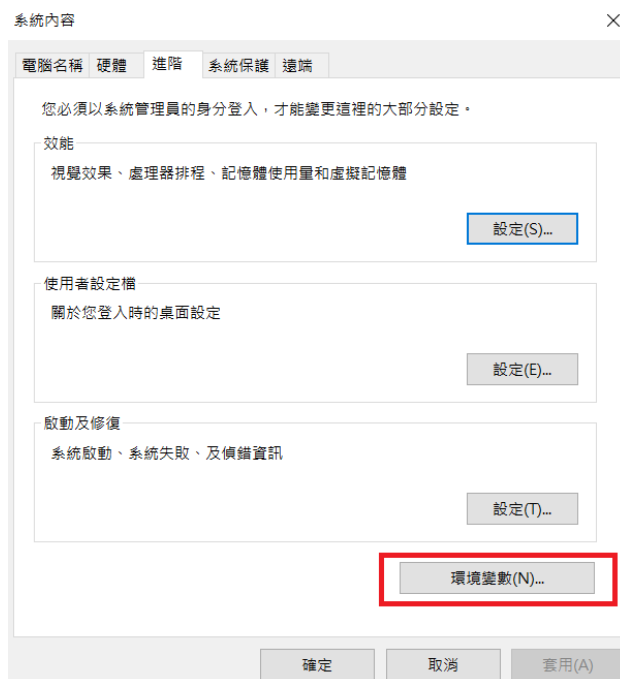 系統內容
電腦名稱 硬體 進階 系統保護 遠端
您必須以系統管理員的身分登入，才能變更這裡的大部分設定。
效能
視覺效果、處理器排程、記憶體使用量和虛擬記憶體
設定(S)...
使用者設定檔
關於您登入時的桌面設定
設定(E)...
啟動及修復
系統啟動、系統失敗、及偵錯資訊
設定(T)...
環境變數(N)...
確定 取消 套用(A)